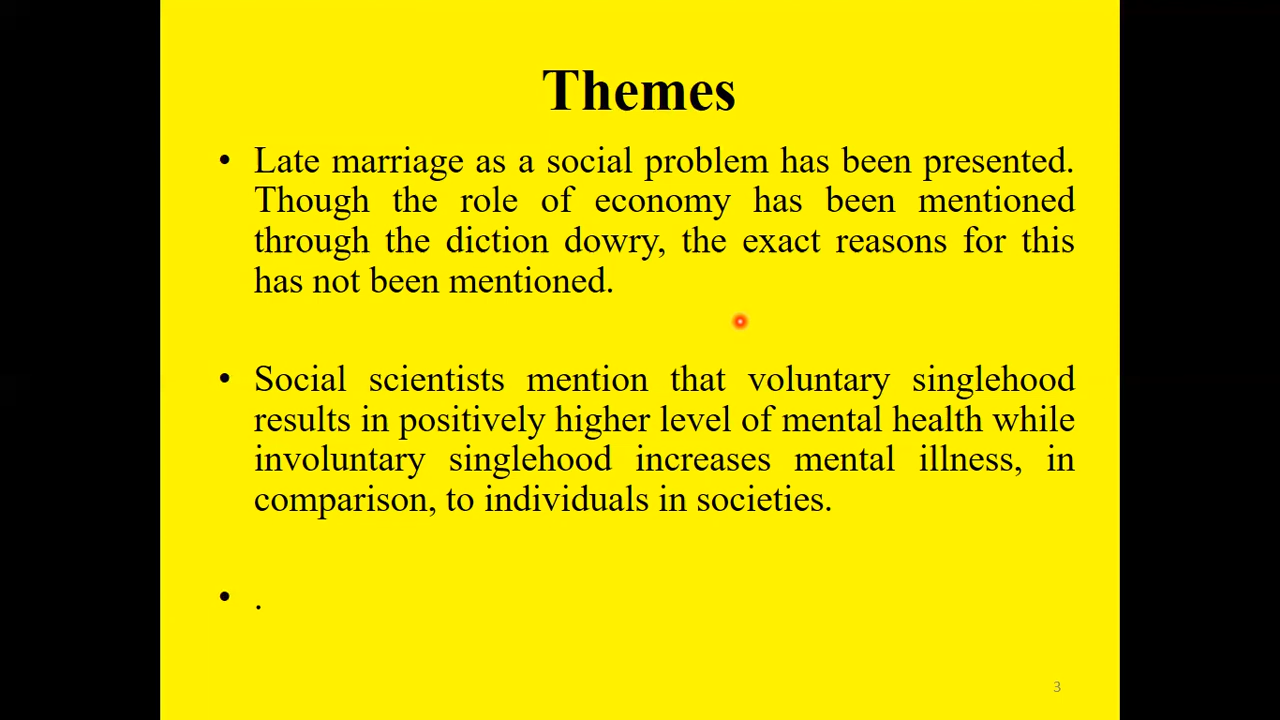 Themes
• Late marriage as a social problem has been presented.
Though the role of economy has been mentioned
through the diction dowry, the exact reasons for this
has not been mentioned.
• Social scientists mention that voluntary singlehood
results in positively higher level of mental health while
involuntary singlehood increases mental illness, in
comparison, to individuals in societies.
• .
3